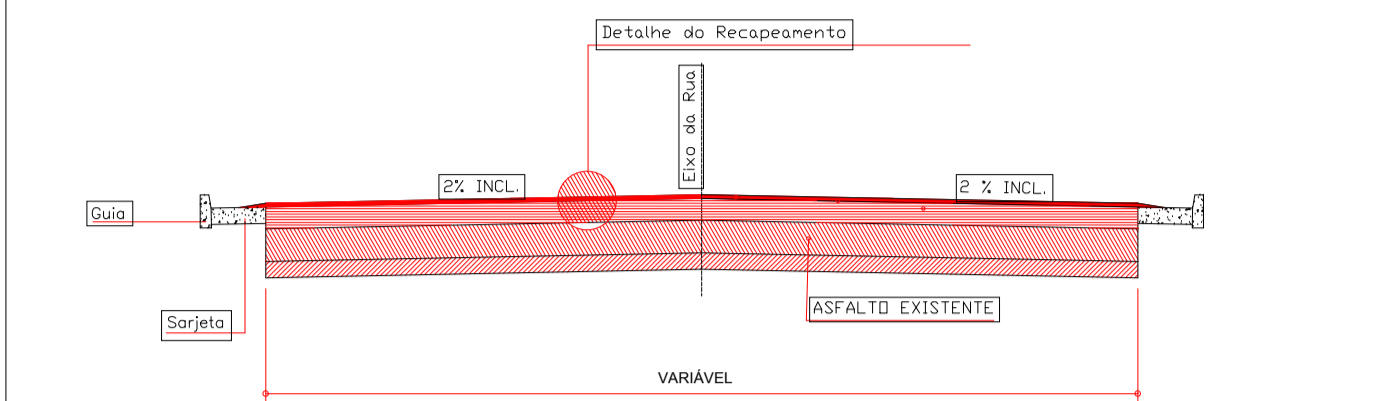 Detalhe do Recapeamento
Eixo da Rua
2% INCL.
2 % INCL.
Guia
Sarjeta
ASFALTO EXISTENTE
VARIÁVEL